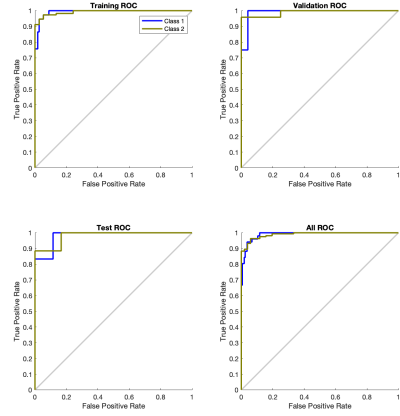 Training ROC
1
0.9
0.8
0.7
0.6
0.5
0.4
0.3
0.2
0.1
0
True Positive Rate
Class 1
Class 2
0 0.2 0.4 0.6 0.8 1
False Positive Rate
Validation ROC
1
0.9
0.8
0.7
0.6
0.5
0.4
0.3
0.2
0.1
0
True Positive Rate
0 0.2 0.4 0.6 0.8 1
False Positive Rate
Test ROC
1
0.9
0.8
0.7
0.6
0.5
0.4
0.3
0.2
0.1
0
True Positive Rate
0 0.2 0.4 0.6 0.8 1
False Positive Rate
All ROC
1
0.9
0.8
0.7
0.6
0.5
0.4
0.3
0.2
0.1
0
True Positive Rate
0 0.2 0.4 0.6 0.8 1
False Positive Rate